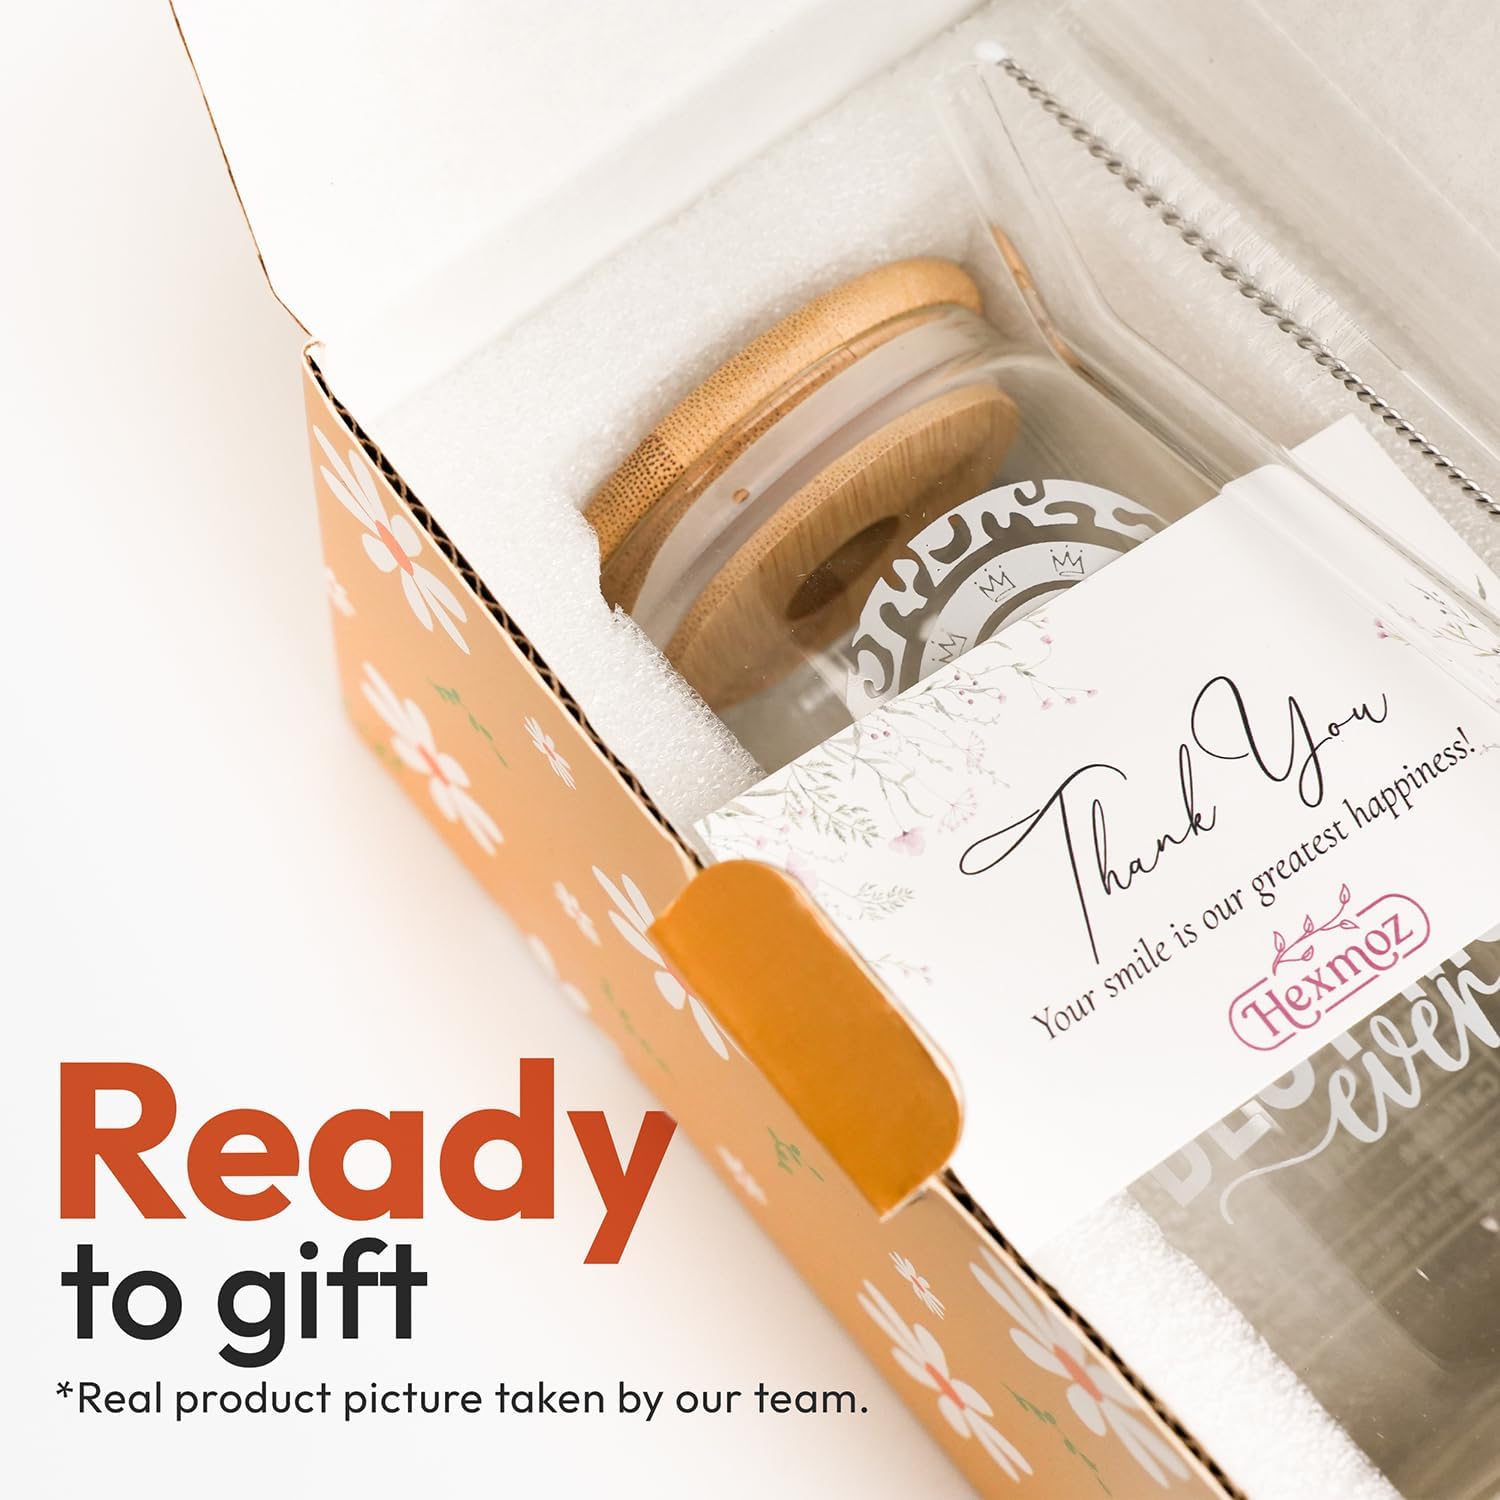 Thank You
Your smile is our greatest happiness!
Hexmoz
ever
Ready
to gift
*Real product picture taken by our team.